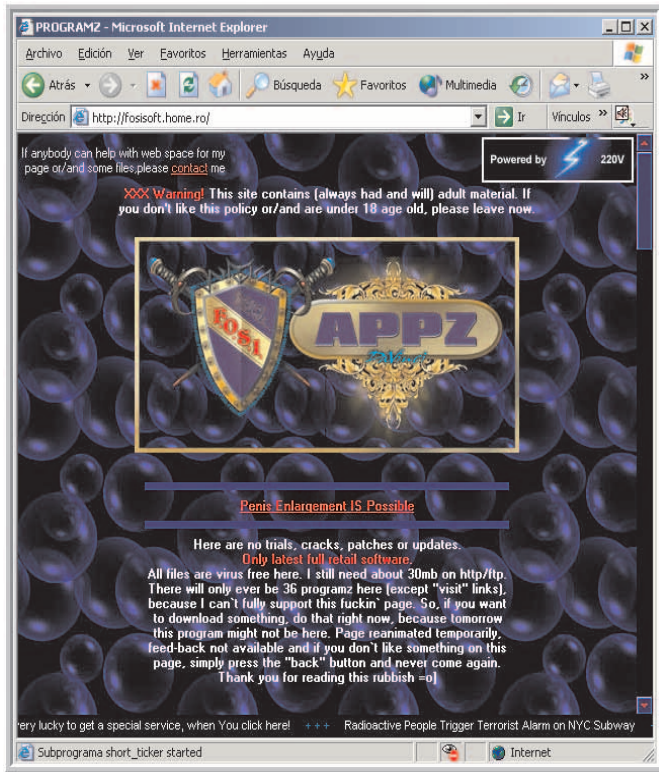 PROGRAMZ - Microsoft Internet Explorer
Archivo Edición Ver Favoritos Herramientas Ayuda
Atrás Búsqueda Favoritos Multimedia »
Dirección http://fosisoft.home.ro/ Ir Vínculos »
If anybody can help with web space for my
page or/and some files,please contact me
Powered by 220V
XXX Warning! This site contains (always had and will) adult material. If
you don't like this policy or/and are under 18 age old, please leave now.
FOSI
APPZ
Penis Enlargement IS Possible
Here are no trials, cracks, patches or updates.
Only latest full retail software.
All files are virus free here. I still need about 30mb on http/ftp.
There will only ever be 36 programz here (except "visit" links),
because I can`t fully support this fuckin` page. So, if you want
to download something, do that right now, because tomorrow
this program might not be here. Page reanimated temporarily,
feed-back not available and if you don`t like something on this
page, simply press the "back" button and never come again.
Thank you for reading this rubbish =o)
very lucky to get a special service, when You click here! +++ Radioactive People Trigger Terrorist Alarm on NYC Subway
Subprograma short_ticker started Internet